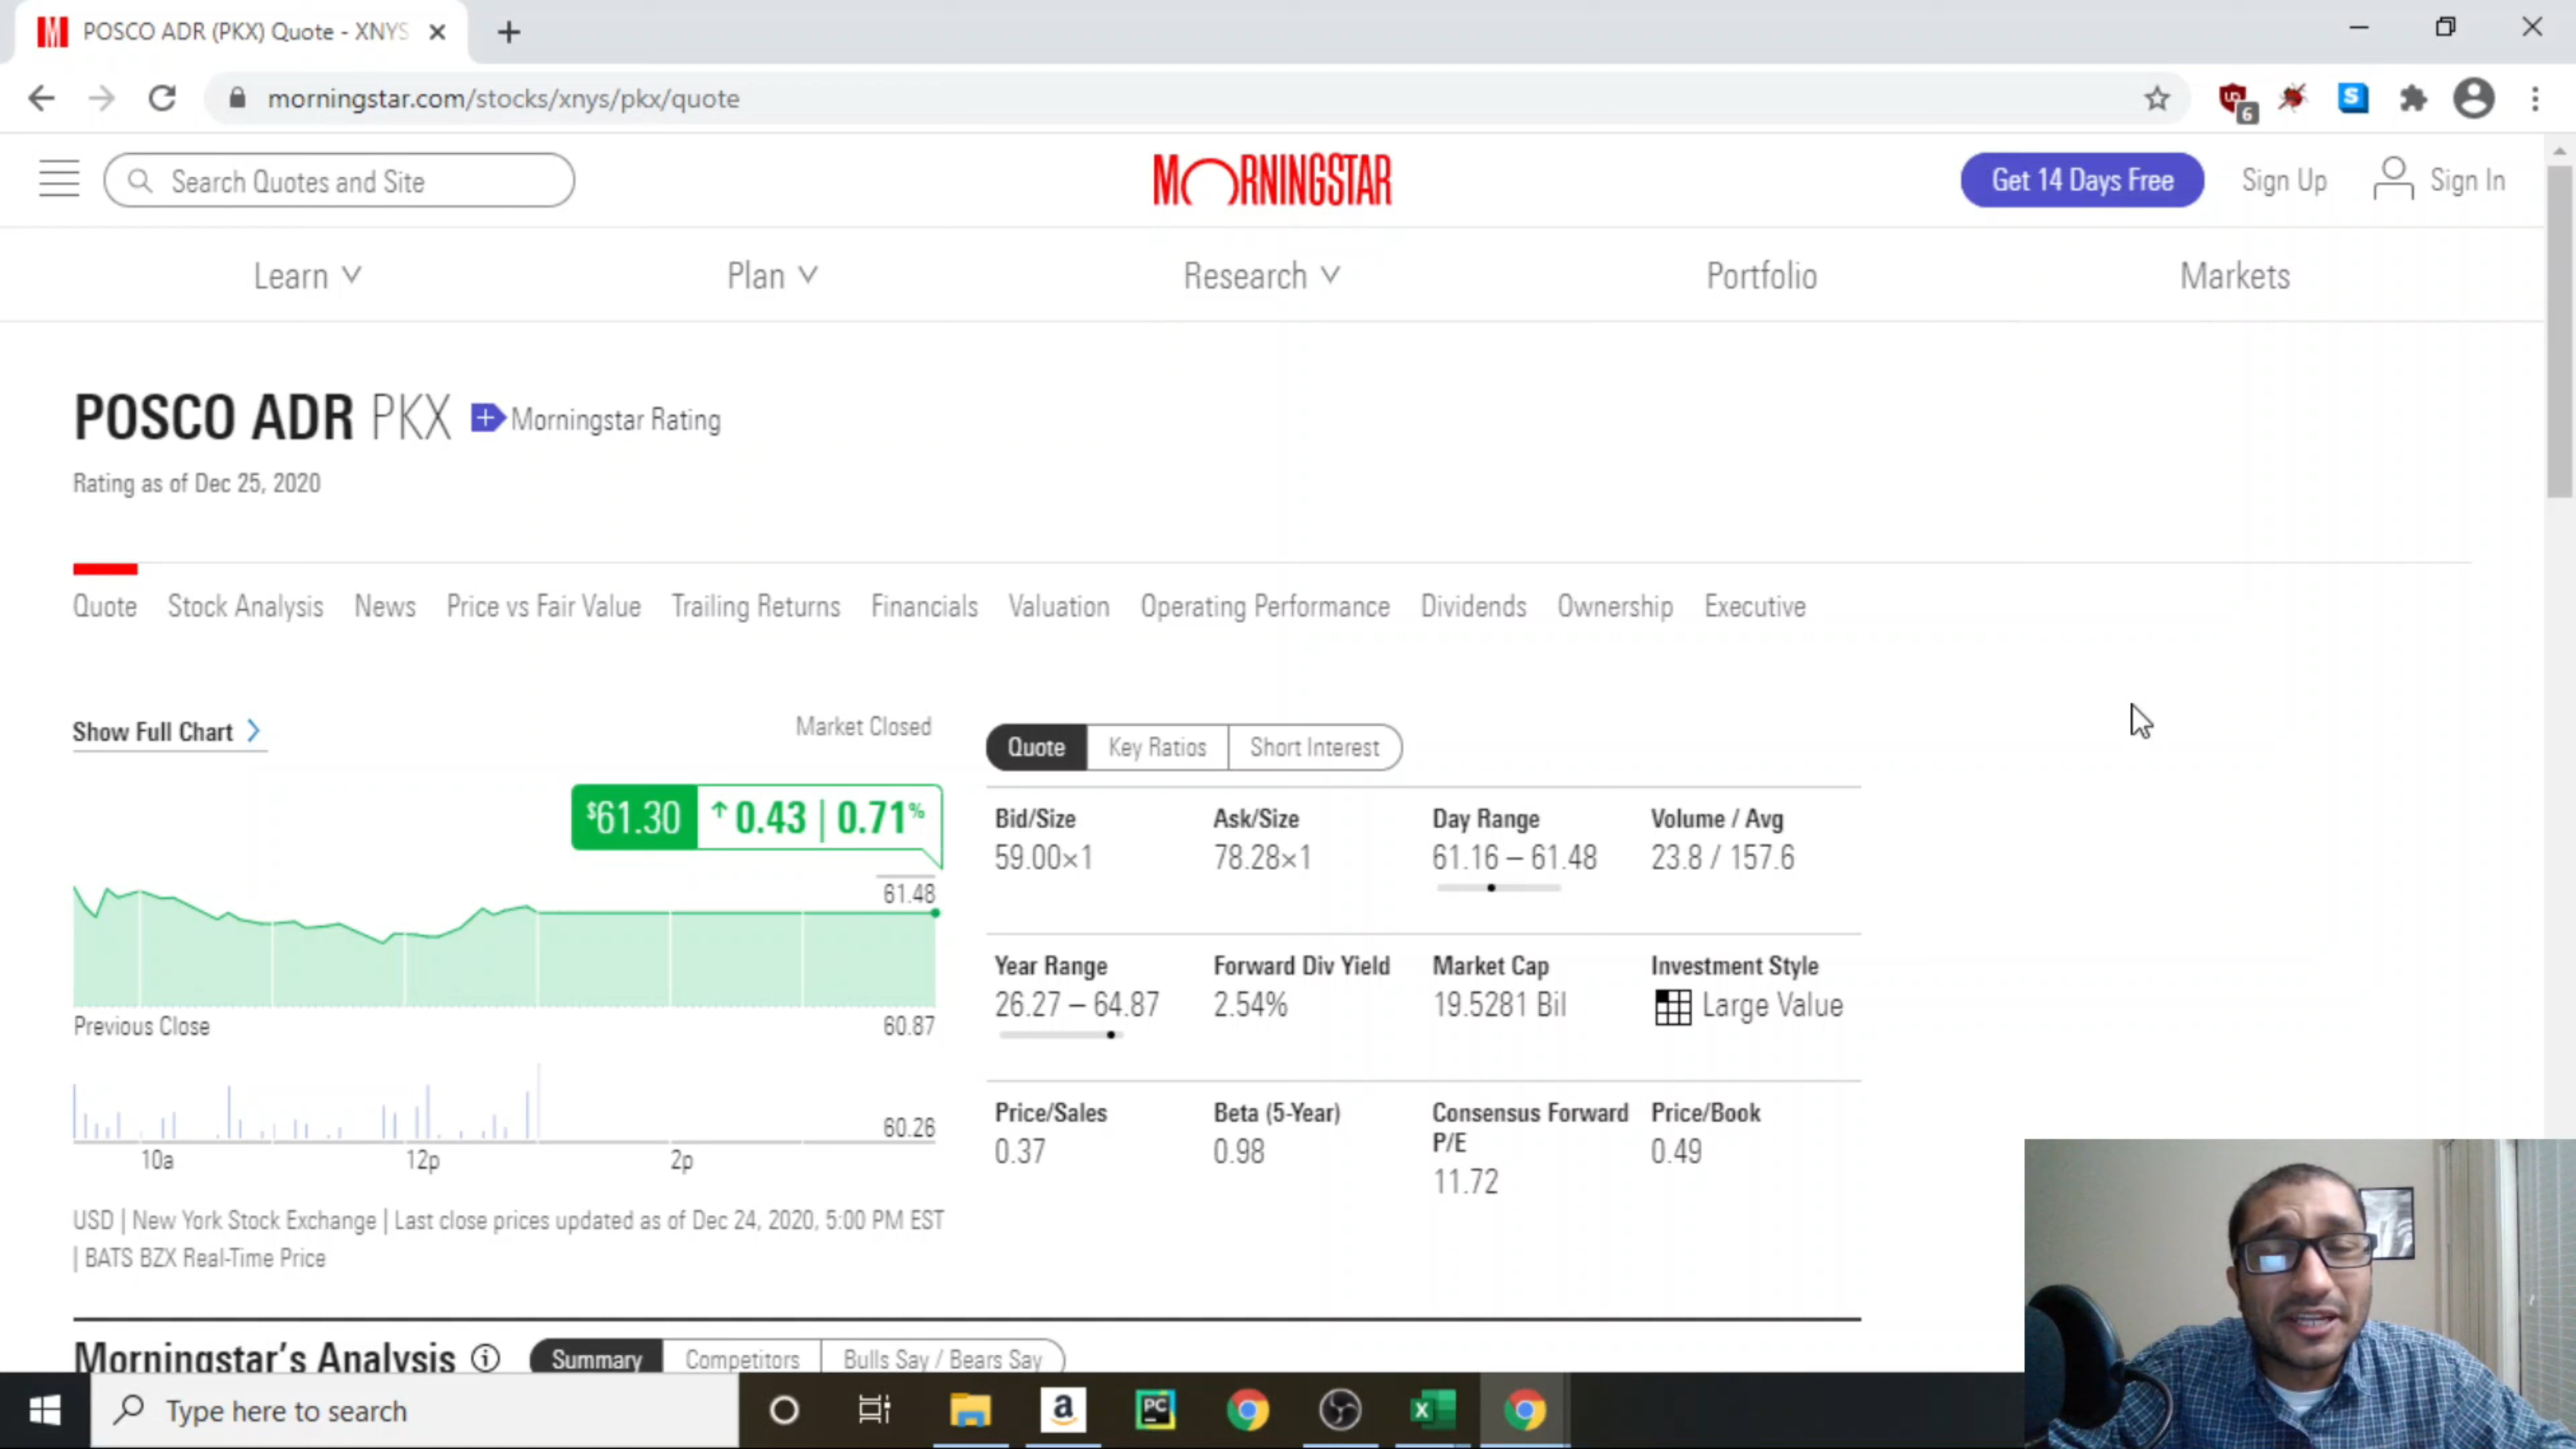 POSCO ADR (PKX) Quote - XNYS
morningstar.com/stocks/xnys/pkx/quote
6
S
Search Quotes and Site
MORNINGSTAR
Get 14 Days Free
Sign Up
Sign In
Learn
Plan
Research
Portfolio
Markets
POSCO ADR PKX
Morningstar Rating
Rating as of Dec 25, 2020
Quote Stock Analysis News Price vs Fair Value Trailing Returns Financials Valuation Operating Performance Dividends Ownership Executive
Show Full Chart
Market Closed
$61.30 ↑ 0.43 | 0.71%
61.48
Previous Close 60.87
60.26
10a 12p 2p
USD | New York Stock Exchange | Last close prices updated as of Dec 24, 2020, 5:00 PM EST
| BATS BZX Real-Time Price
Quote Key Ratios Short Interest
Bid/Size Ask/Size Day Range Volume / Avg
59.00×1 78.28×1 61.16 – 61.48 23.8 / 157.6
Year Range Forward Div Yield Market Cap Investment Style
26.27 – 64.87 2.54% 19.5281 Bil Large Value
Price/Sales Beta (5-Year) Consensus Forward P/E Price/Book
0.37 0.98 11.72 0.49
Morningstar's Analysis
Summary Competitors Bulls Say / Bears Say
Type here to search
a
PC
X